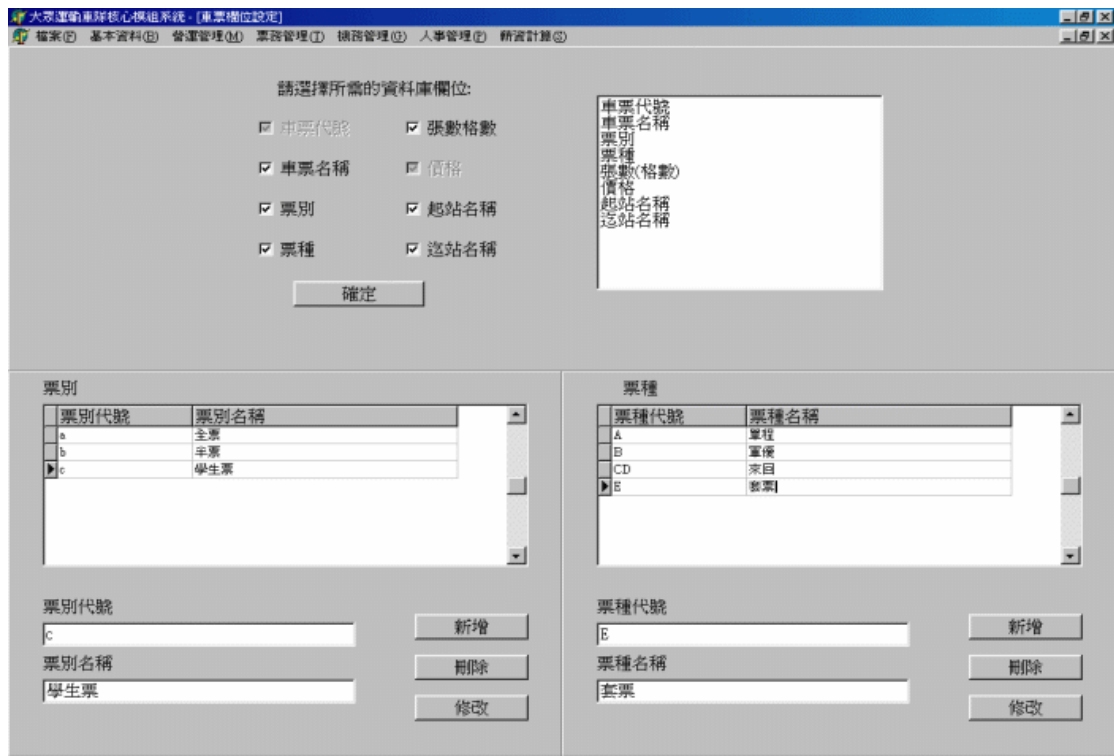 大眾運輸車隊核心模組系統 - [車票欄位設定]
檔案(F) 基本資料(B) 營運管理(M) 票務管理(T) 機務管理(G) 人事管理(P) 薪資計算(S)
請選擇所需的資料庫欄位:
車票代號 張數格數
車票名稱 價格
票別 起站名稱
票種 迄站名稱
確定
車票代號
車票名稱
票別
票種
張數(格數)
價格
起站名稱
迄站名稱
票別
票別代號 票別名稱
a 全票
b 半票
c 學生票
票別代號
c
票別名稱
學生票
新增
刪除
修改
票種
票種代號 票種名稱
A 單程
B 軍優
CD 來回
E 套票
票種代號
E
票種名稱
套票
新增
刪除
修改